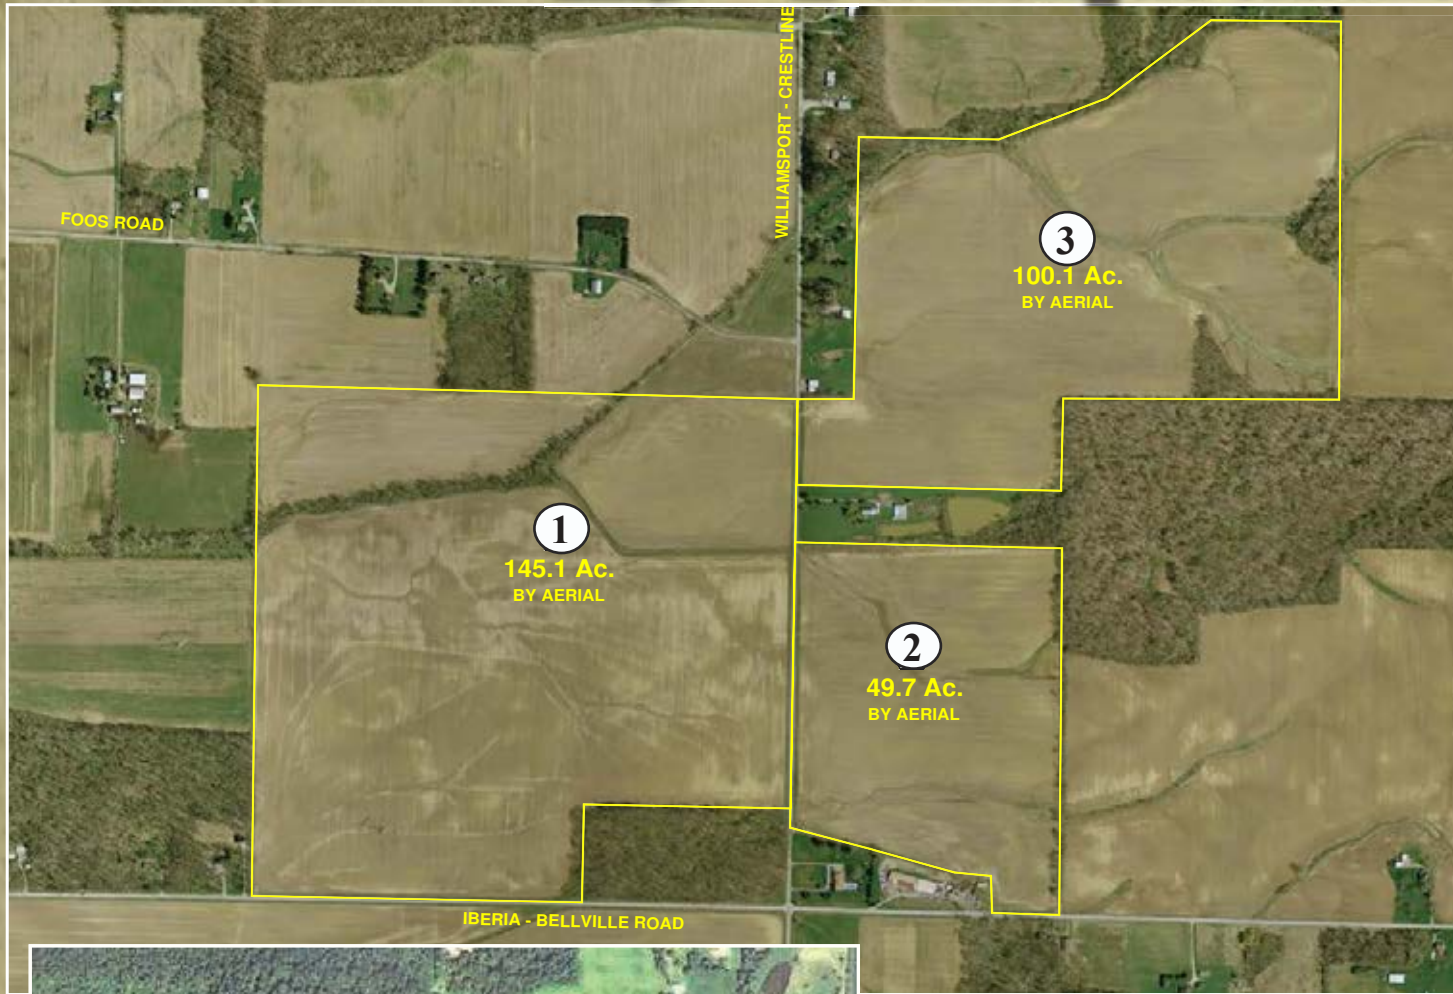 WILLIAMSPORT - CRESTLINE
FOOS ROAD
3
100.1 Ac.
BY AERIAL
1
145.1 Ac.
BY AERIAL
2
49.7 Ac.
BY AERIAL
IBERIA - BELLVILLE ROAD